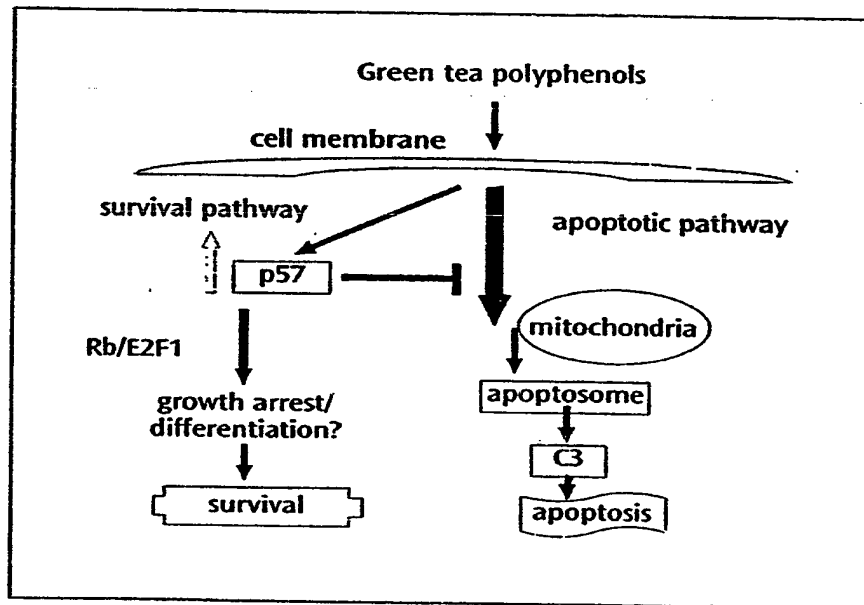 Green tea polyphenols
cell membrane
survival pathway
apoptotic pathway
p57
mitochondria
Rb/E2F1
apoptosome
growth arrest/
differentiation?
C3
survival
apoptosis